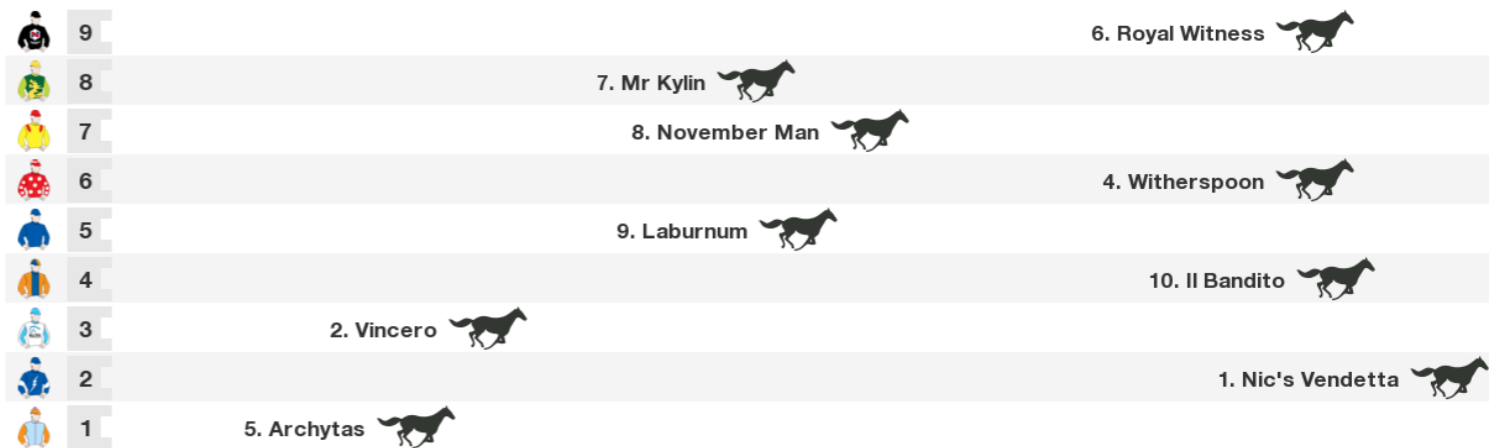 9 6. Royal Witness
8 7. Mr Kylin
7 8. November Man
6 4. Witherspoon
5 9. Laburnum
4 10. Il Bandito
3 2. Vincero
2 1. Nic's Vendetta
1 5. Archytas